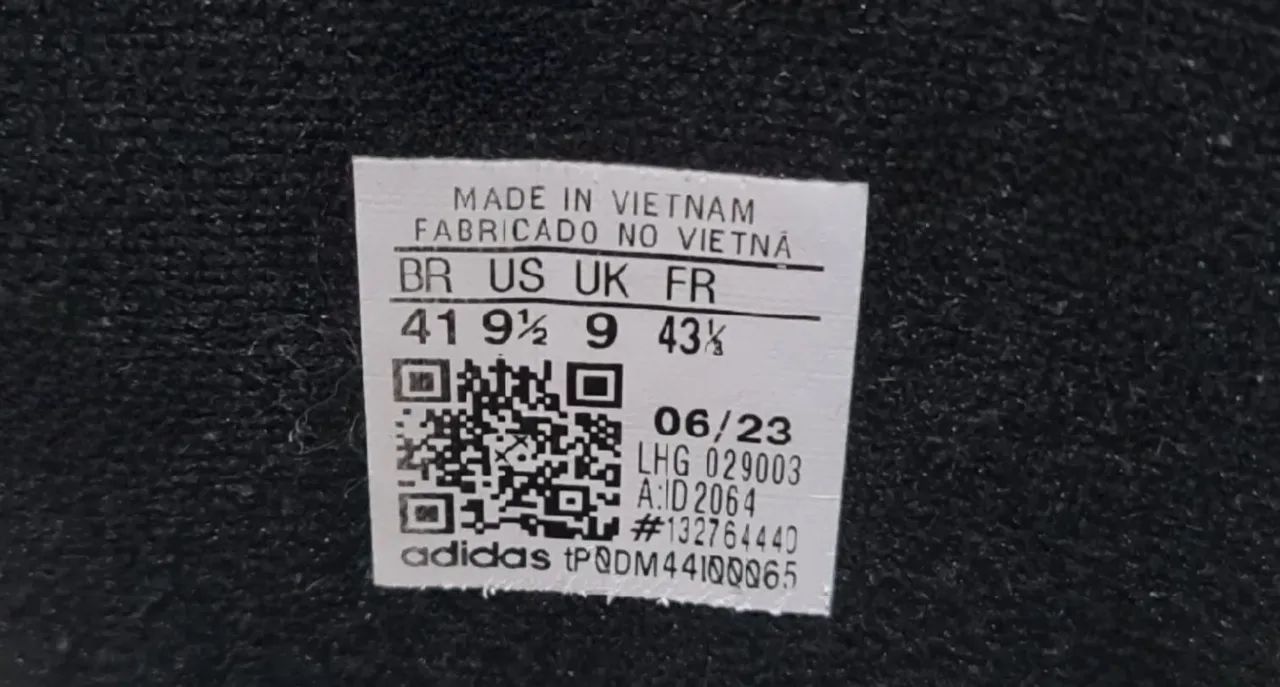 MADE IN VIETNAM
FABRICADO NO VIETNÃ
BR US UK FR
41 9½ 9 43⅓
06/23
LHG 029003
A:ID2064
#132764440
adidas tP0DM44I00065